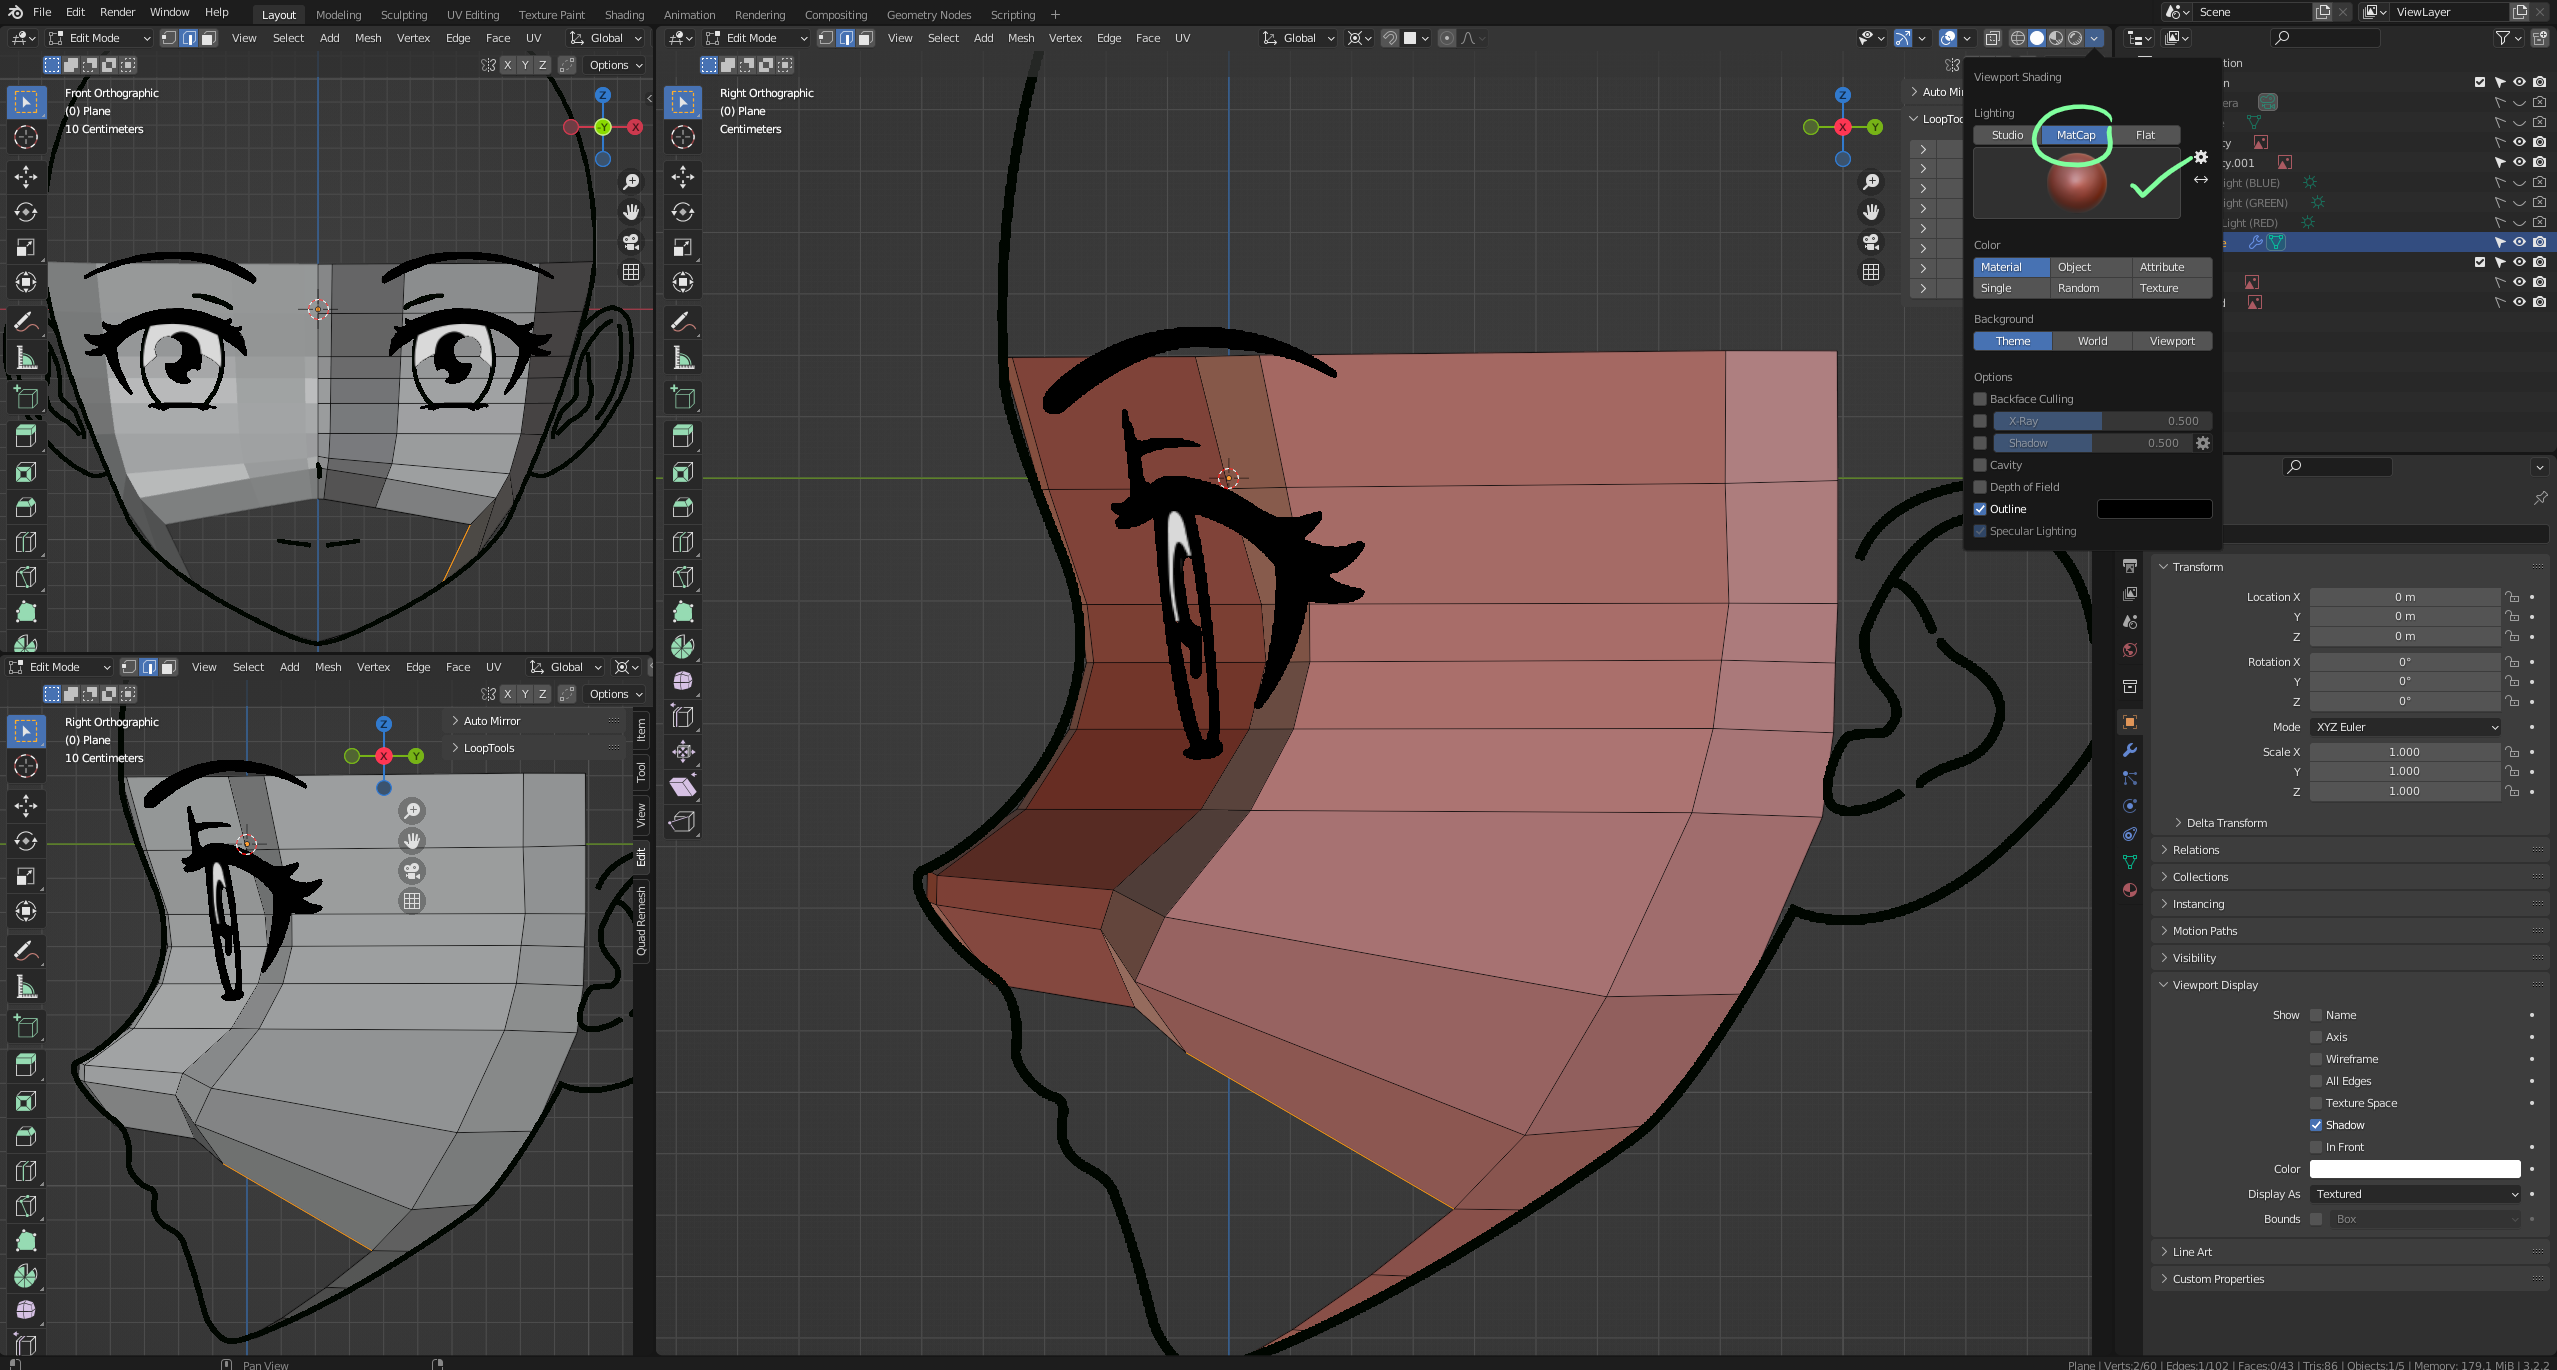 File Edit Render Window Help Layout Modeling Sculpting UV Editing Texture Paint Shading Animation Rendering Compositing Geometry Nodes Scripting + Scene ViewLayer
Edit Mode View Select Add Mesh Vertex Edge Face UV Global
X Y Z Options
Front Orthographic
(0) Plane
10 Centimeters
Z
-Y X
Edit Mode View Select Add Mesh Vertex Edge Face UV Global
Right Orthographic
(0) Plane
Centimeters
Z
X Y
Auto Mi
LoopToo
Viewport Shading
Lighting
Studio MatCap Flat
Color
Material Object Attribute
Single Random Texture
Background
Theme World Viewport
Options
Backface Culling
X-Ray 0.500
Shadow 0.500
Cavity
Depth of Field
Outline
Specular Lighting
tion
n
era
ty
ty.001
ight (BLUE)
ight (GREEN)
Light (RED)
e
d
Edit Mode View Select Add Mesh Vertex Edge Face UV Global
X Y Z Options
Right Orthographic
(0) Plane
10 Centimeters
Z
X Y
Auto Mirror
LoopTools
Item
Tool
View
Edit
Quad Remesh
Transform
Location X 0 m
Y 0 m
Z 0 m
Rotation X 0°
Y 0°
Z 0°
Mode XYZ Euler
Scale X 1.000
Y 1.000
Z 1.000
Delta Transform
Relations
Collections
Instancing
Motion Paths
Visibility
Viewport Display
Show Name
Axis
Wireframe
All Edges
Texture Space
Shadow
In Front
Color
Display As Textured
Bounds Box
Line Art
Custom Properties
Pan View
Plane | Verts:2/60 | Edges:1/102 | Faces:0/43 | Tris:86 | Objects:1/5 | Memory: 179.1 MiB | 3.2.2